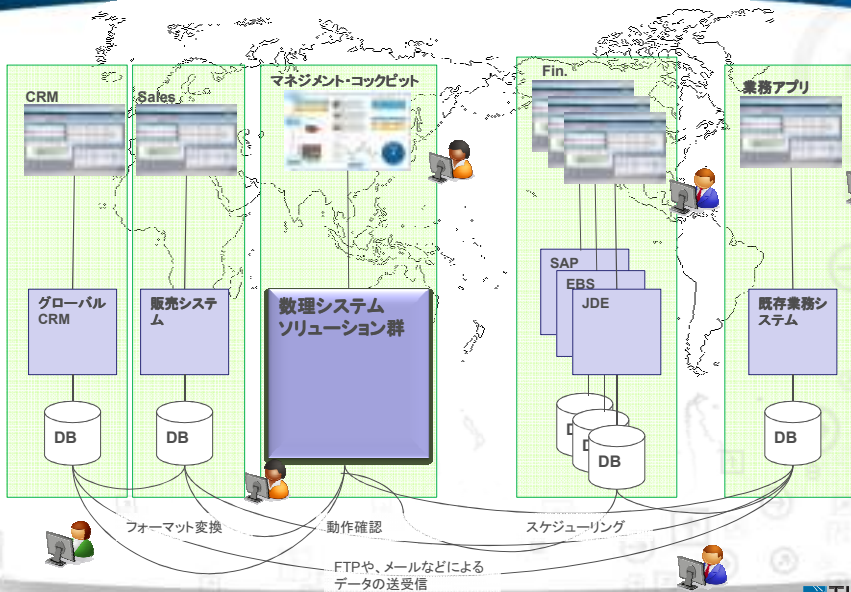 CRM
Sales
マネジメント・コックピット
Fin.
業務アプリ
グローバル
CRM
販売システ
ム
数理システム
ソリューション群
SAP
EBS
JDE
既存業務シ
ステム
DB
DB
DB
DB
フォーマット変換
動作確認
スケジューリング
FTPや、メールなどによる
データの送受信